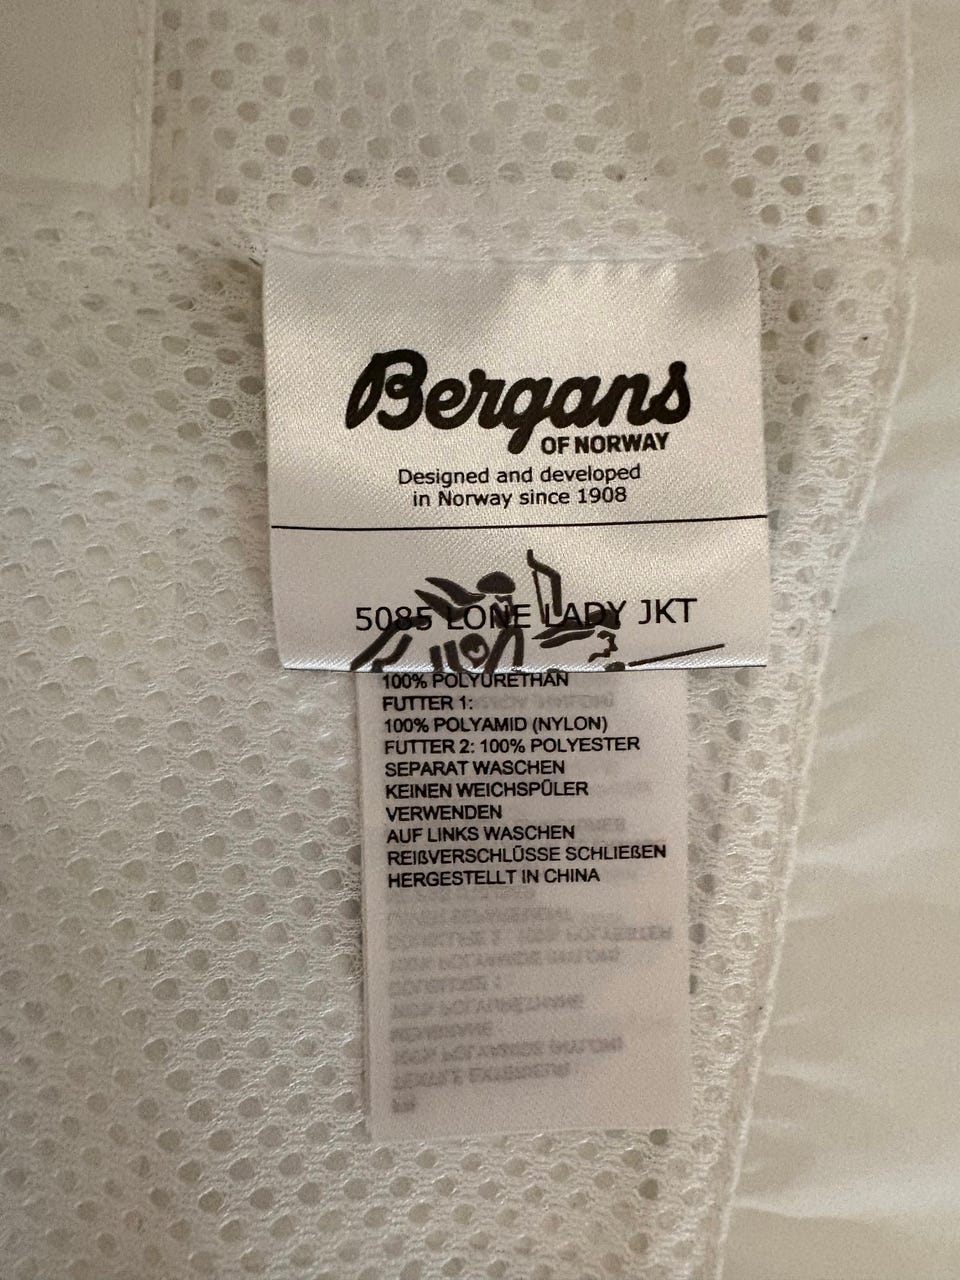 Bergans
OF NORWAY
Designed and developed
in Norway since 1908
5085 LONE LADY JKT
100% POLYURETHAN
FUTTER 1:
100% POLYAMID (NYLON)
FUTTER 2: 100% POLYESTER
SEPARAT WASCHEN
KEINEN WEICHSPÜLER
VERWENDEN
AUF LINKS WASCHEN
REIßVERSCHLÜSSE SCHLIEßEN
HERGESTELLT IN CHINA